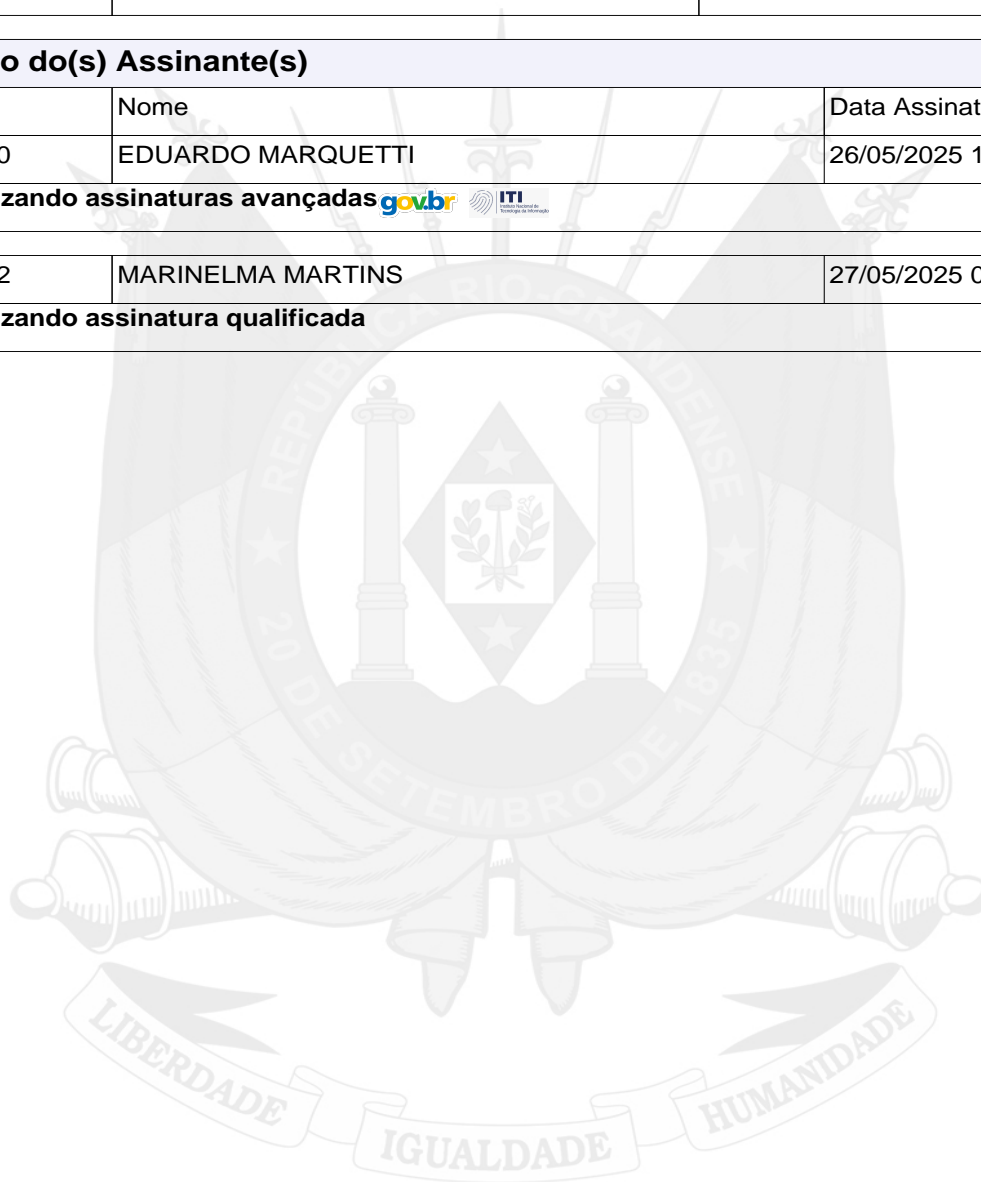 o do(s) Assinante(s)
Nome Data Assinat
0 EDUARDO MARQUETTI 26/05/2025 1
zando assinaturas avançadas gov.br ITI
2 MARINELMA MARTINS 27/05/2025 0
zando assinatura qualificada
REPÚBLICA RIO-GRANDENSE
20 DE SETEMBRO DE 1835
LIBERDADE IGUALDADE HUMANIDADE